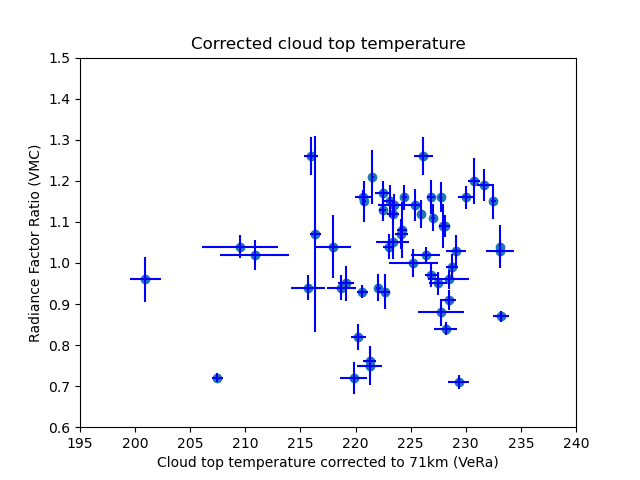 Corrected cloud top temperature
Radiance Factor Ratio (VMC)
1.5
1.4
1.3
1.2
1.1
1.0
0.9
0.8
0.7
0.6
195 200 205 210 215 220 225 230 235 240
Cloud top temperature corrected to 71km (VeRa)